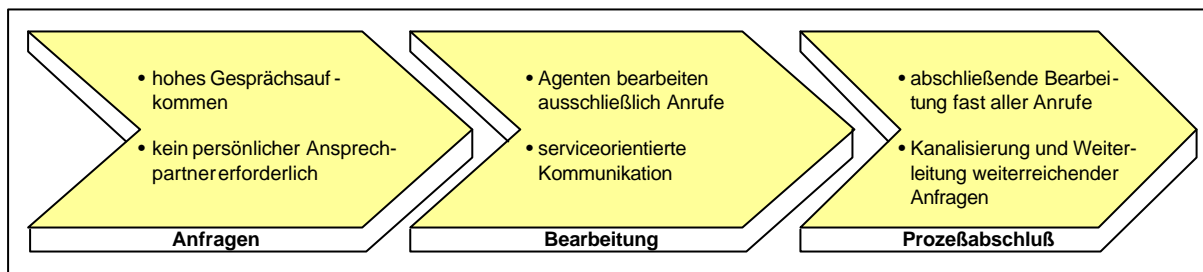 • hohes Gesprächsauf-
kommen
• kein persönlicher Ansprech-
partner erforderlich
Anfragen
• Agenten bearbeiten
ausschließlich Anrufe
• serviceorientierte
Kommunikation
Bearbeitung
• abschließende Bearbei-
tung fast aller Anrufe
• Kanalisierung und Weiter-
leitung weiterreichender
Anfragen
Prozeßabschluß